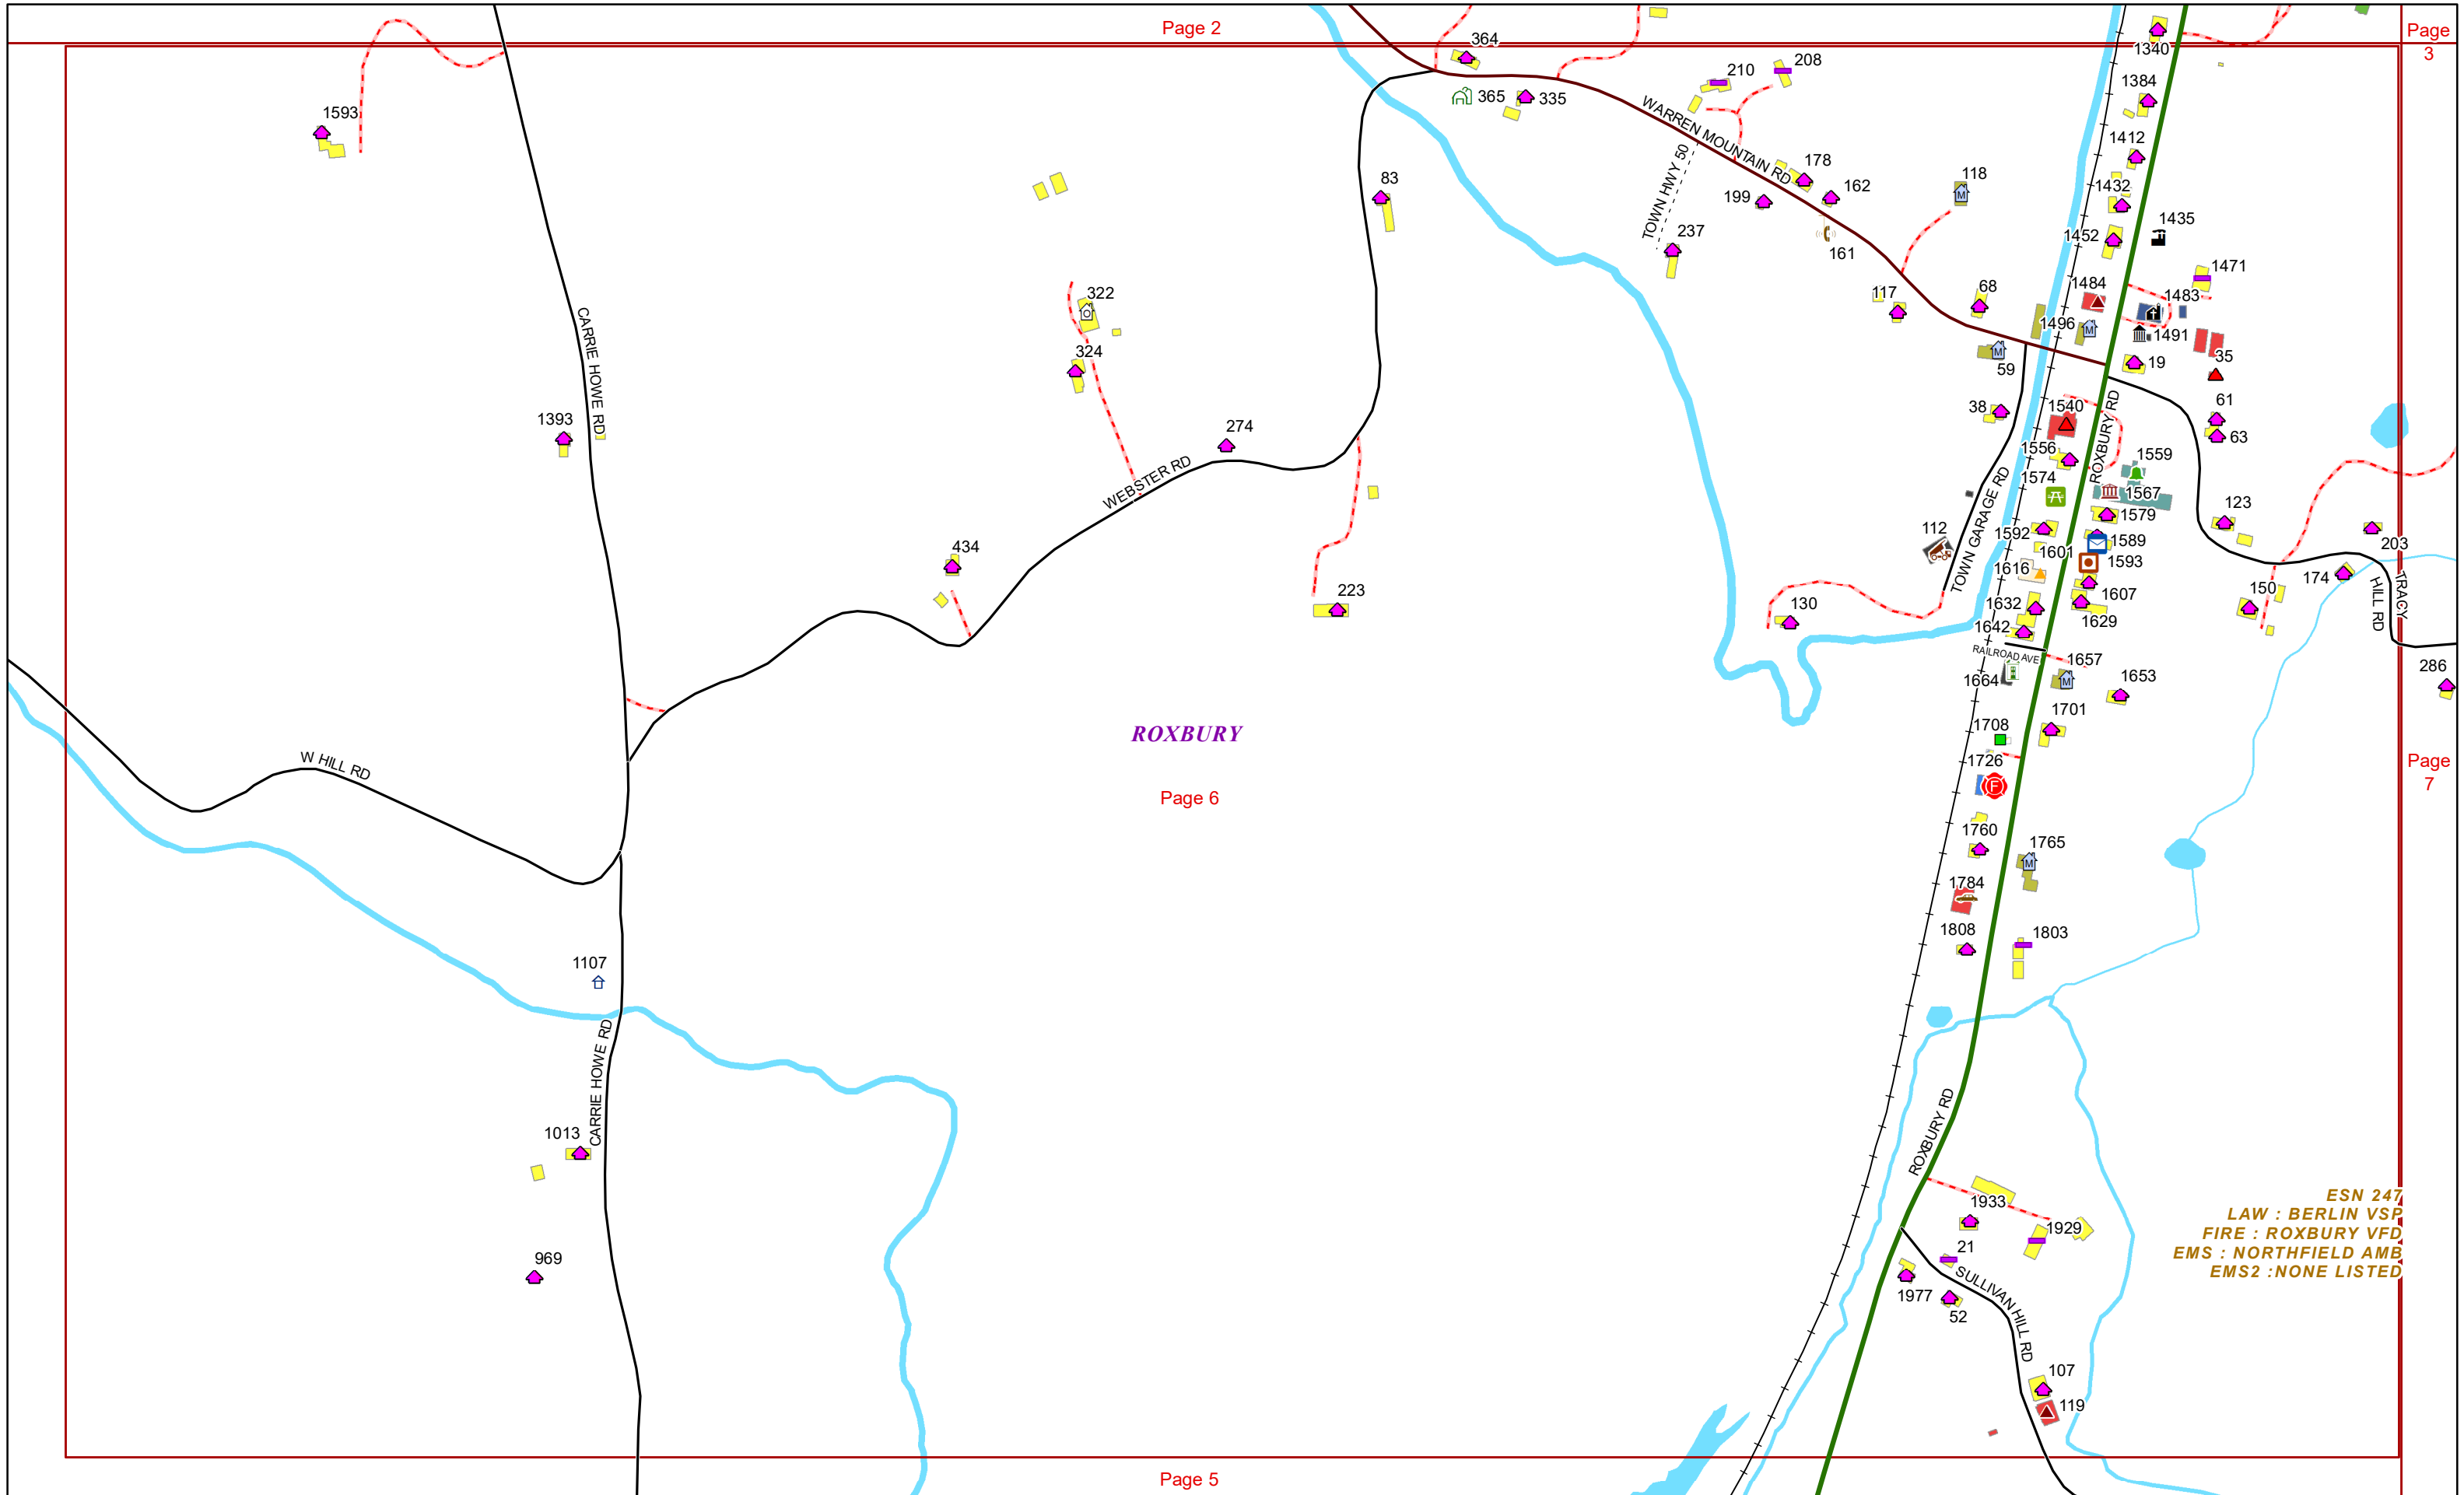 Page 2
Page
3
364
1340
1593
365
335
210
208
1384
WARREN MOUNTAIN RD
TOWN HWY 50
1412
83
178
162
199
118
1432
1435
237
161
1452
1471
322
117
68
1484
1483
1496
1491
324
59
19
35
CARRIE HOWE RD
1393
274
38
1540
61
63
ROXBURY RD
1556
1559
WEBSTER RD
1574
1567
434
112
TOWN GARAGE RD
1592
1579
123
1589
203
1601
1593
1616
223
130
1632
1607
150
174
HILL RD
TRACY
1642
1629
RAILROAD AVE
1657
1664
1653
286
ROXBURY
1708
1701
W HILL RD
1726
Page 6
Page
7
F
1760
1765
1784
1107
1808
1803
CARRIE HOWE RD
1013
ROXBURY RD
1933
1929
ESN 247
LAW : BERLIN VSP
FIRE : ROXBURY VFD
EMS : NORTHFIELD AMB
EMS2 :NONE LISTED
969
21
SULLIVAN HILL RD
1977
52
107
119
Page 5
M
M
M
M
M